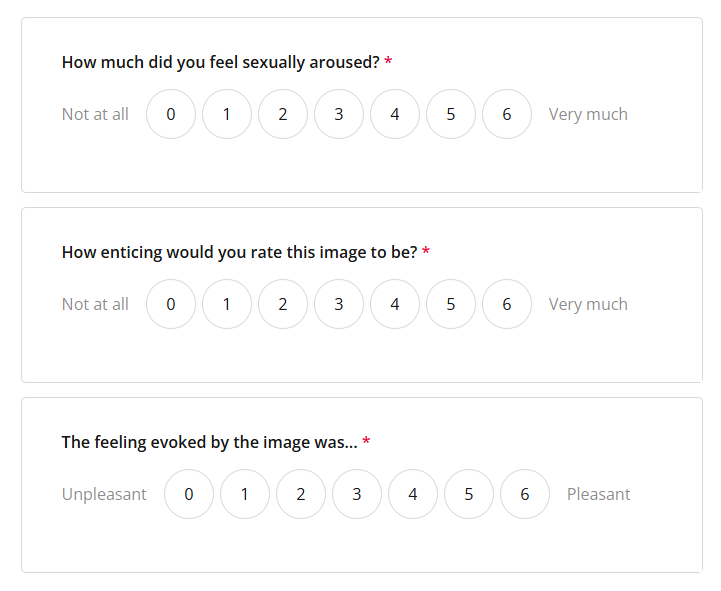 How much did you feel sexually aroused? *
Not at all 0 1 2 3 4 5 6 Very much
How enticing would you rate this image to be? *
Not at all 0 1 2 3 4 5 6 Very much
The feeling evoked by the image was... *
Unpleasant 0 1 2 3 4 5 6 Pleasant